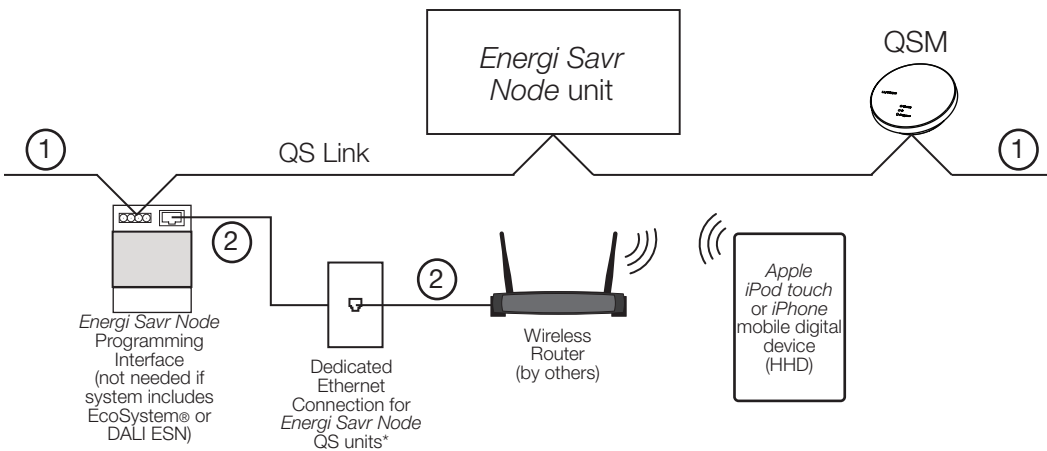 Energi Savr
Node unit
QSM
1
QS Link
1
2
Energi Savr Node
Programming
Interface
(not needed if
system includes
EcoSystem® or
DALI ESN)
Dedicated
Ethernet
Connection for
Energi Savr Node
QS units*
2
Wireless
Router
(by others)
Apple
iPod touch
or iPhone
mobile digital
device
(HHD)